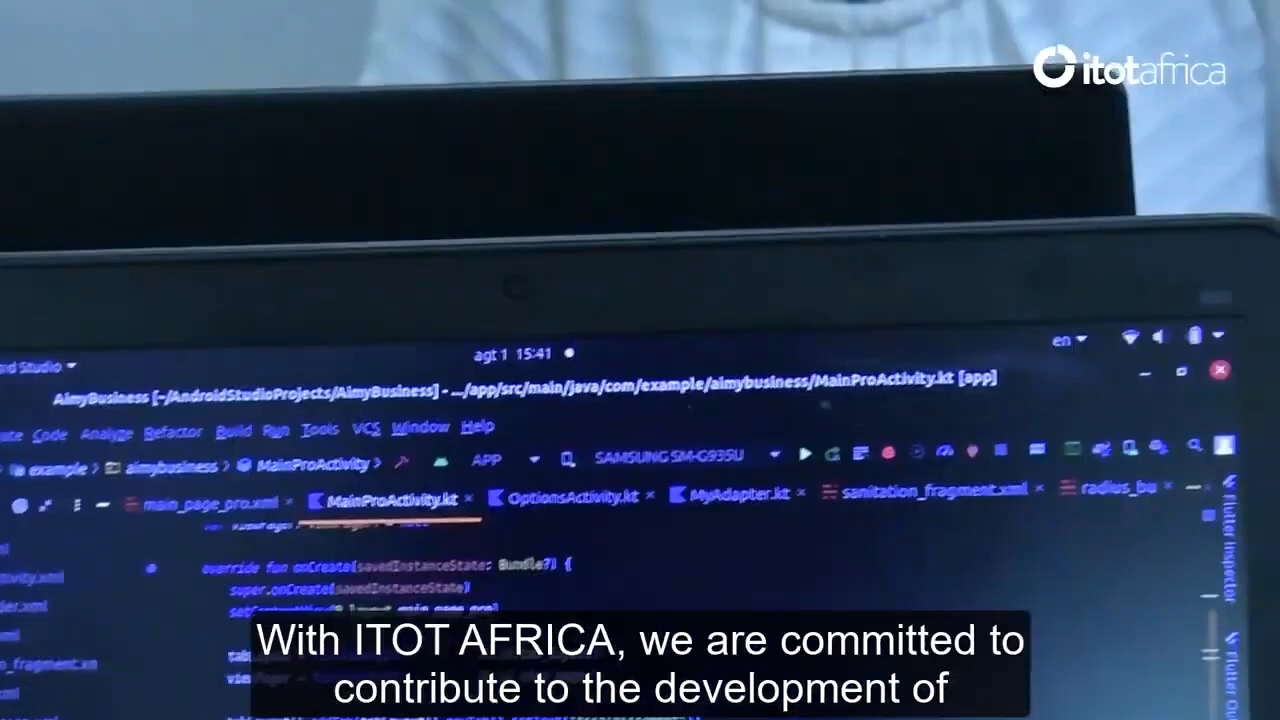 itotafrica
agt 1 15:41
en
AimyBusiness [~/AndroidStudioProjects/AimyBusiness] - .../app/src/main/java/com/example/aimybusiness/MainProActivity.kt [app]
Code Analyze Refactor Build Run Tools VCS Window Help
example aimybusiness MainProActivity APP SAMSUNG SM-G935U
main_page_pro.xml MainProActivity.kt OptionsActivity.kt MyAdapter.kt sanitation_fragment.xml radius_bu
Flutter Inspector
override fun onCreate(savedInstanceState: Bundle?) {
super.onCreate(savedInstanceState)
With ITOT AFRICA, we are committed to
contribute to the development of